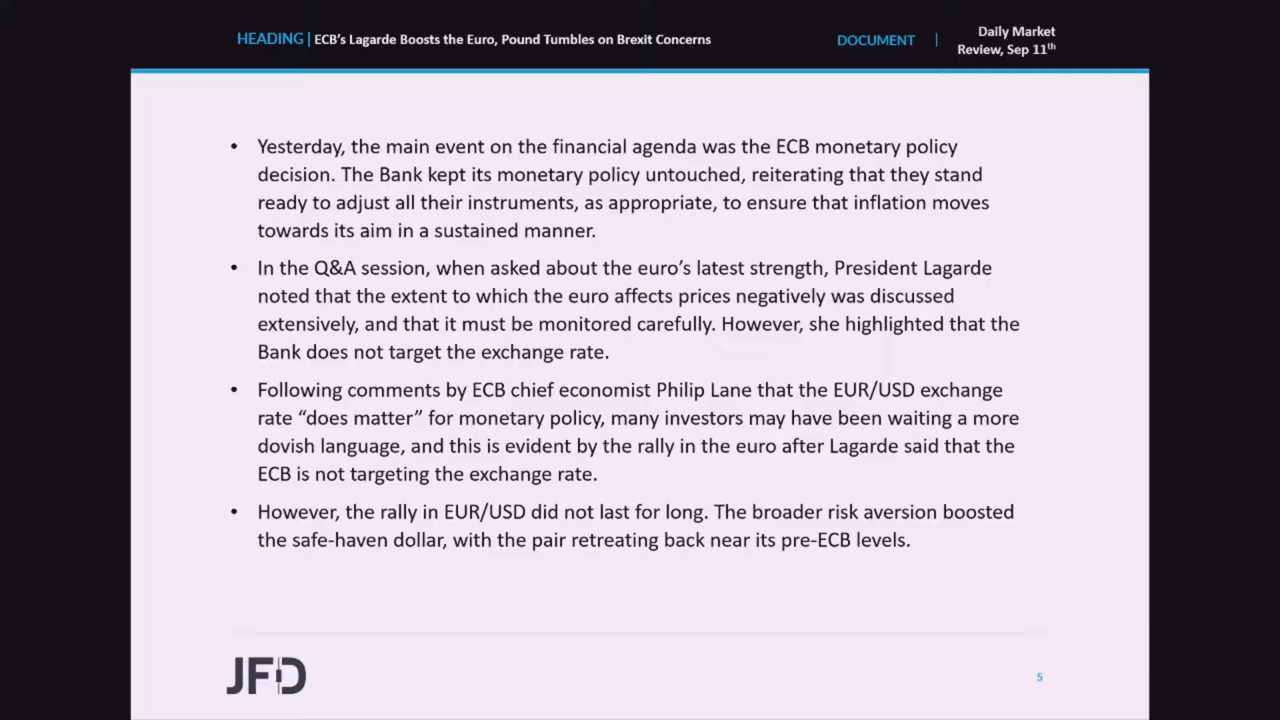 HEADING | ECB’s Lagarde Boosts the Euro, Pound Tumbles on Brexit Concerns
DOCUMENT | Daily Market
Review, Sep 11th
• Yesterday, the main event on the financial agenda was the ECB monetary policy
decision. The Bank kept its monetary policy untouched, reiterating that they stand
ready to adjust all their instruments, as appropriate, to ensure that inflation moves
towards its aim in a sustained manner.
• In the Q&A session, when asked about the euro’s latest strength, President Lagarde
noted that the extent to which the euro affects prices negatively was discussed
extensively, and that it must be monitored carefully. However, she highlighted that the
Bank does not target the exchange rate.
• Following comments by ECB chief economist Philip Lane that the EUR/USD exchange
rate “does matter” for monetary policy, many investors may have been waiting a more
dovish language, and this is evident by the rally in the euro after Lagarde said that the
ECB is not targeting the exchange rate.
• However, the rally in EUR/USD did not last for long. The broader risk aversion boosted
the safe-haven dollar, with the pair retreating back near its pre-ECB levels.
JFD
5